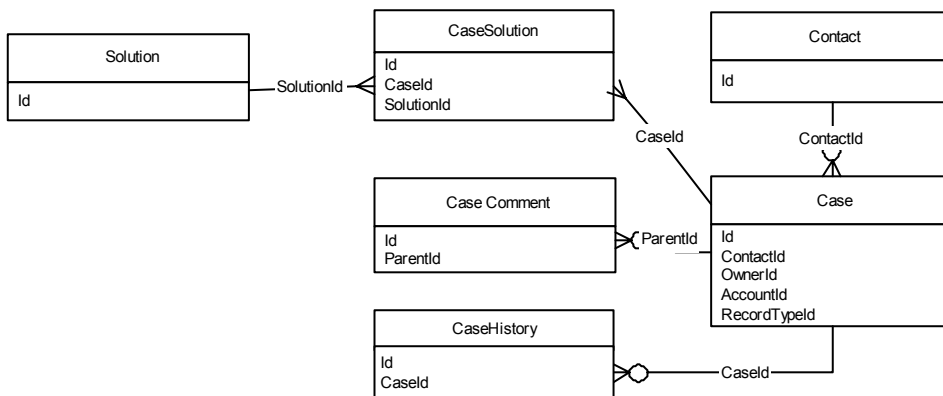 Solution
Id
SolutionId
CaseSolution
Id
CaseId
SolutionId
Contact
Id
CaseId
ContactId
Case Comment
Id
ParentId
ParentId
Case
Id
ContactId
OwnerId
AccountId
RecordTypeId
CaseHistory
Id
CaseId
CaseId